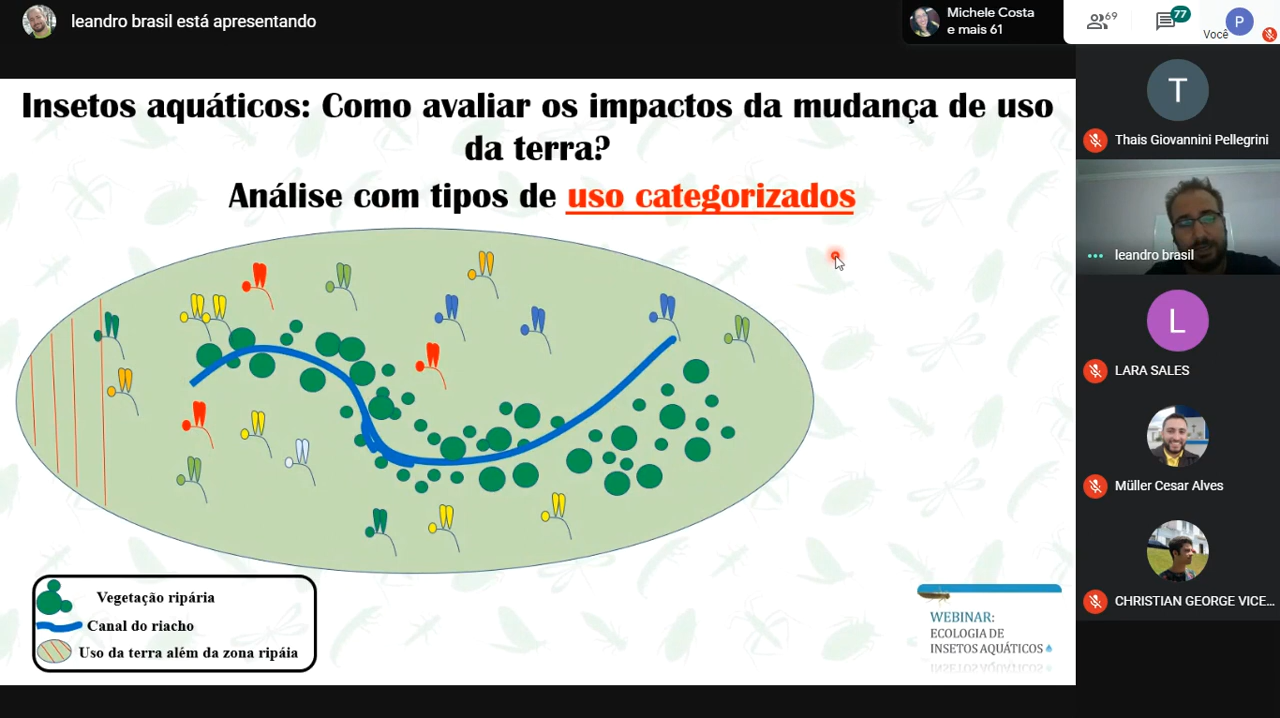 leandro brasil está apresentando
Michele Costa
e mais 61
69
77
P
Você
Insetos aquáticos: Como avaliar os impactos da mudança de uso
da terra?
Análise com tipos de uso categorizados
Vegetação ripária
Canal do riacho
Uso da terra além da zona ripáia
WEBINAR:
ECOLOGIA DE
INSETOS AQUÁTICOS
T
Thais Giovannini Pellegrini
leandro brasil
L
LARA SALES
Müller Cesar Alves
CHRISTIAN GEORGE VICE...